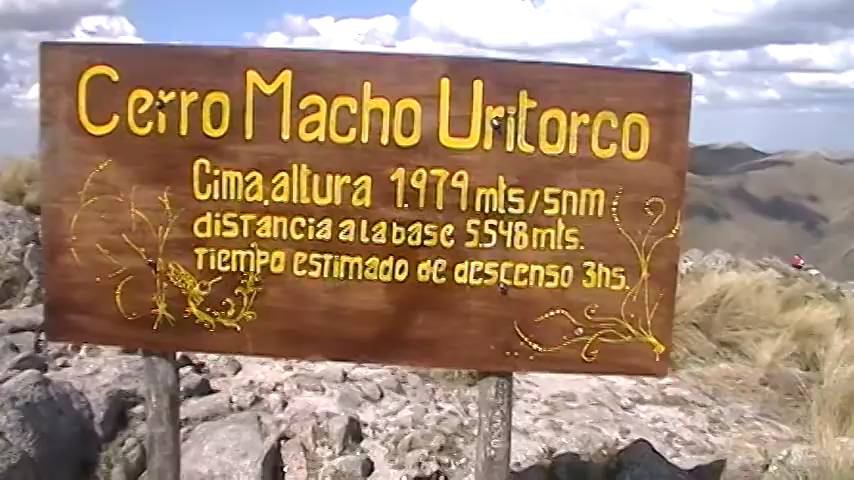 Cerro Macho Uritorco
Cima, altura 1.979 mts/snm
distancia a la base 5.548 mts.
Tiempo estimado de descenso 3hs.